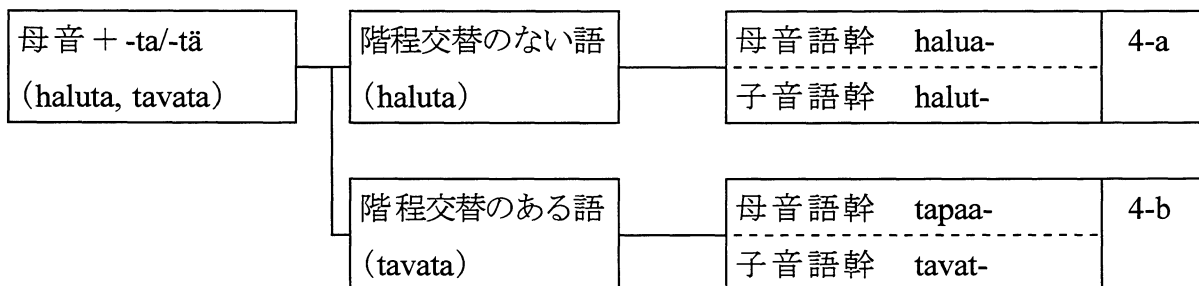 母音＋-ta/-tä
(haluta, tavata)
階程交替のない語
(haluta)
母音語幹 halua-
子音語幹 halut-
4-a
階程交替のある語
(tavata)
母音語幹 tapaa-
子音語幹 tavat-
4-b